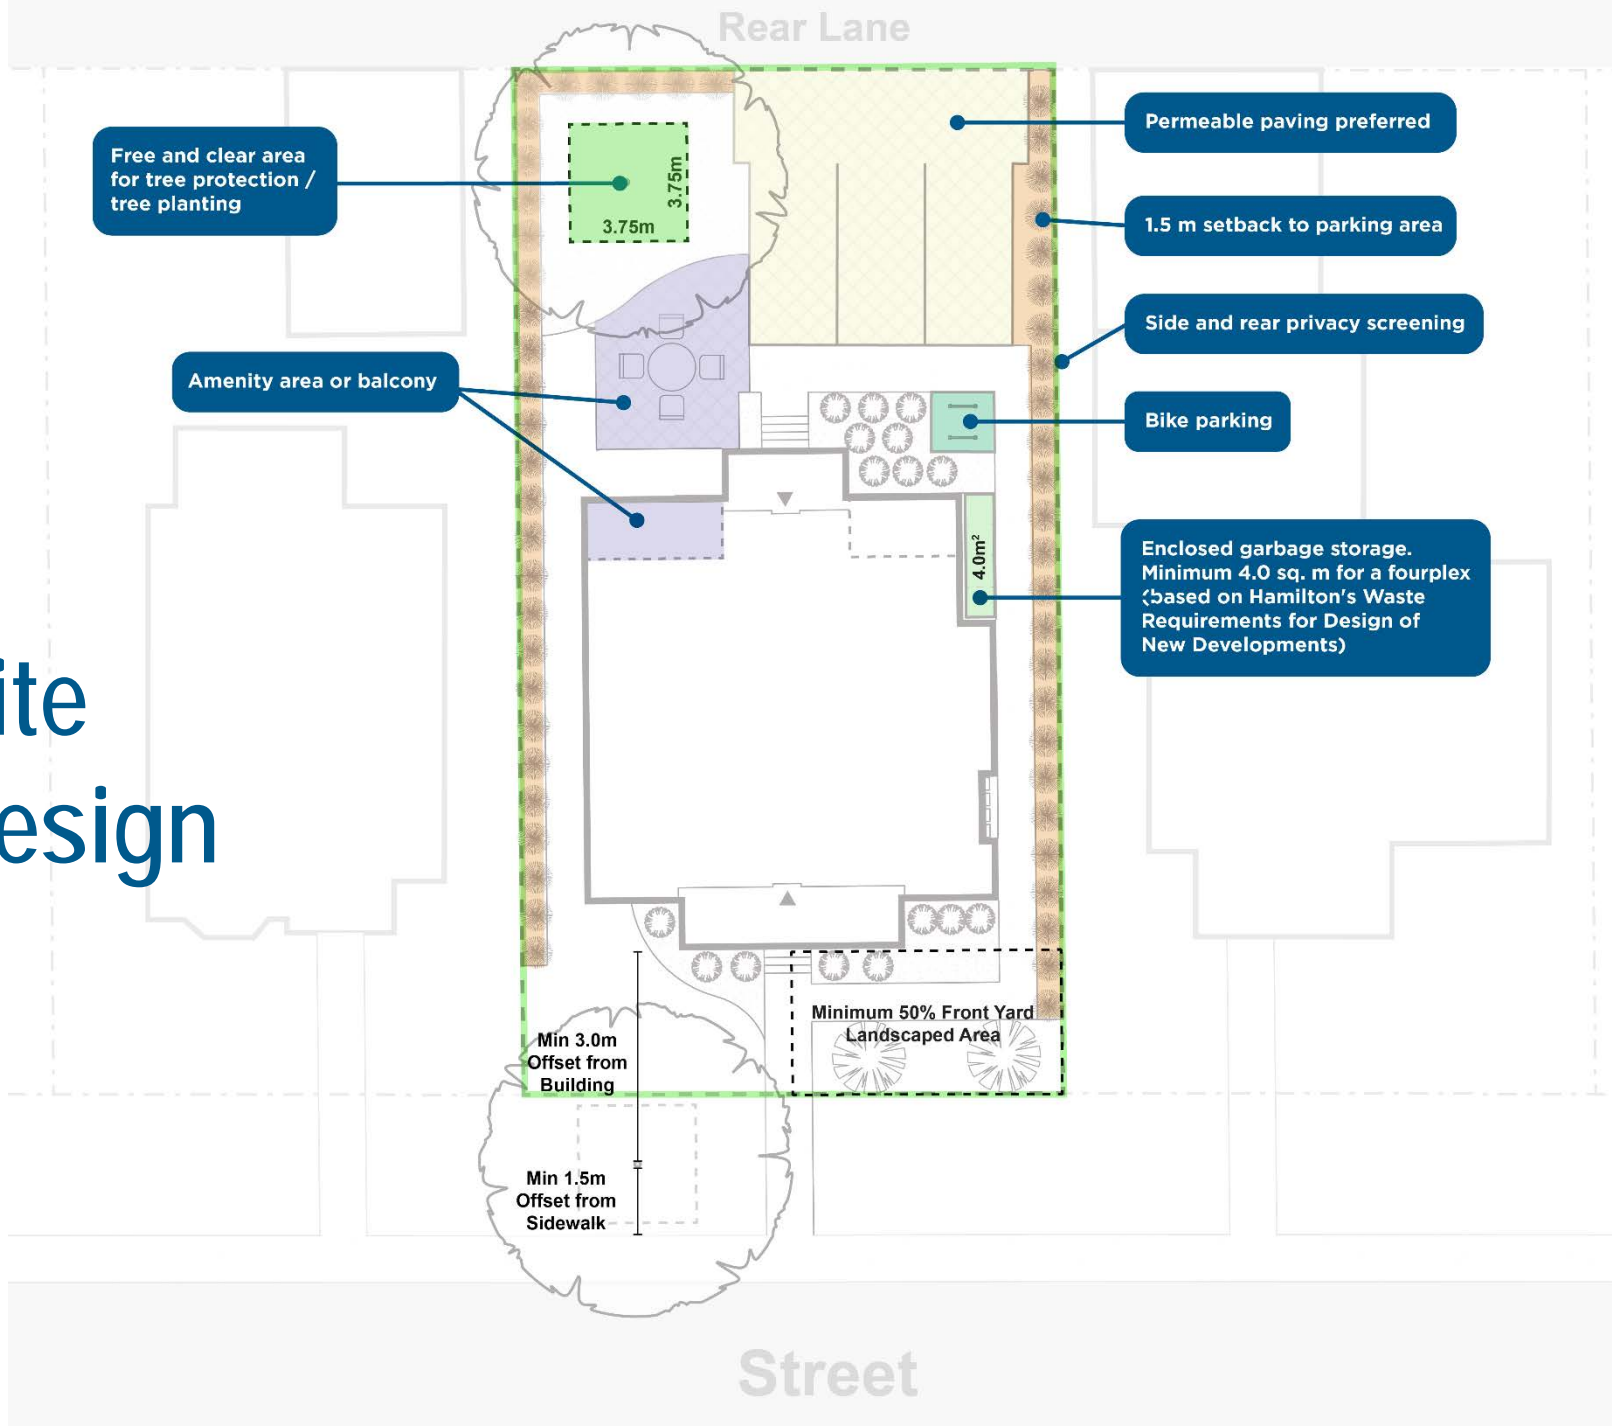 Rear Lane
Free and clear area
for tree protection /
tree planting
3.75m
3.75m
Permeable paving preferred
1.5 m setback to parking area
Side and rear privacy screening
Amenity area or balcony
Bike parking
4.0m²
Enclosed garbage storage.
Minimum 4.0 sq. m for a fourplex
(based on Hamilton's Waste
Requirements for Design of
New Developments)
ite
esign
Minimum 50% Front Yard
Landscaped Area
Min 3.0m
Offset from
Building
Min 1.5m
Offset from
Sidewalk
Street